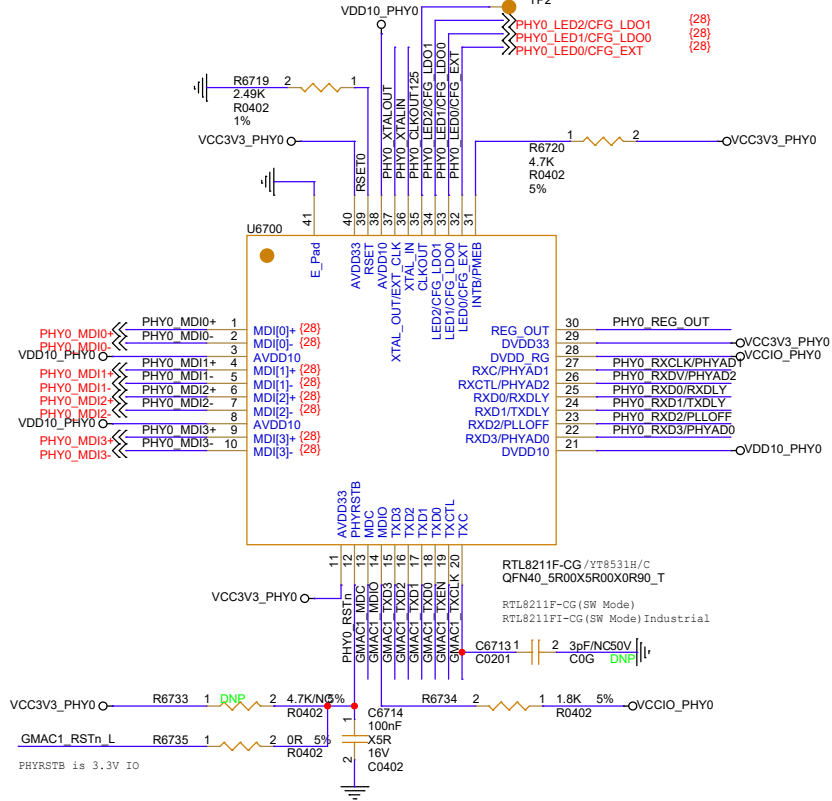 TP2
VDD10_PHY0
PHY0_LED2/CFG_LDO1 {28}
PHY0_LED1/CFG_LDO0 {28}
PHY0_LED0/CFG_EXT {28}
R6719 2 1
2.49K
R0402
1%
VCC3V3_PHY0
RSET0
PHY0_XTALOUT
PHY0_XTALIN
PHY0_CLKOUT125
PHY0_LED2/CFG_LDO1
PHY0_LED1/CFG_LDO0
PHY0_LED0/CFG_EXT
1 2
R6720
4.7K
R0402
5%
VCC3V3_PHY0
41 40 39 38 37 36 35 34 33 32 31
U6700
E_Pad
AVDD33
RSET
AVDD10
XTAL_OUT/EXT_CLK
XTAL_IN
CLKOUT
LED2/CFG_LDO1
LED1/CFG_LDO0
LED0/CFG_EXT
INTB/PMEB
PHY0_MDI0+ PHY0_MDI0+ 1 MDI[0]+ {28}
PHY0_MDI0- PHY0_MDI0- 2 MDI[0]- {28}
VDD10_PHY0 3 AVDD10
PHY0_MDI1+ PHY0_MDI1+ 4 MDI[1]+ {28}
PHY0_MDI1- PHY0_MDI1- 5 MDI[1]- {28}
PHY0_MDI2+ PHY0_MDI2+ 6 MDI[2]+ {28}
PHY0_MDI2- PHY0_MDI2- 7 MDI[2]- {28}
VDD10_PHY0 8 AVDD10
PHY0_MDI3+ PHY0_MDI3+ 9 MDI[3]+ {28}
PHY0_MDI3- PHY0_MDI3- 10 MDI[3]- {28}
REG_OUT 30 PHY0_REG_OUT
DVDD33 29 VCC3V3_PHY0
DVDD_RG 28 VCCIO_PHY0
RXC/PHYAD1 27 PHY0_RXCLK/PHYAD1
RXCTL/PHYAD2 26 PHY0_RXDV/PHYAD2
RXD0/RXDLY 25 PHY0_RXD0/RXDLY
RXD1/TXDLY 24 PHY0_RXD1/TXDLY
RXD2/PLLOFF 23 PHY0_RXD2/PLLOFF
RXD3/PHYAD0 22 PHY0_RXD3/PHYAD0
DVDD10 21 VDD10_PHY0
AVDD33
PHYRSTB
MDC
MDIO
TXD3
TXD2
TXD1
TXD0
TXCTL
TXC
11 12 13 14 15 16 17 18 19 20
RTL8211F-CG /YT8531H/C
QFN40_5R00X5R00X0R90_T
RTL8211F-CG(SW Mode)
RTL8211FI-CG(SW Mode)Industrial
VCC3V3_PHY0
PHY0_RSTn
GMAC1_MDC
GMAC1_MDIO
GMAC1_TXD3
GMAC1_TXD2
GMAC1_TXD1
GMAC1_TXD0
GMAC1_TXEN
GMAC1_TXCLK
C6713 1 2 3pF/NC 50V
C0201 C0G DNP
VCC3V3_PHY0 R6733 1 DNP 2 4.7K/NC 5%
R0402
R6734 2 1 1.8K 5% VCCIO_PHY0
R0402
GMAC1_RSTn_L R6735 1 2 0R 5%
R0402
1 C6714
100nF
X5R
16V
2 C0402
PHYRSTB is 3.3V IO